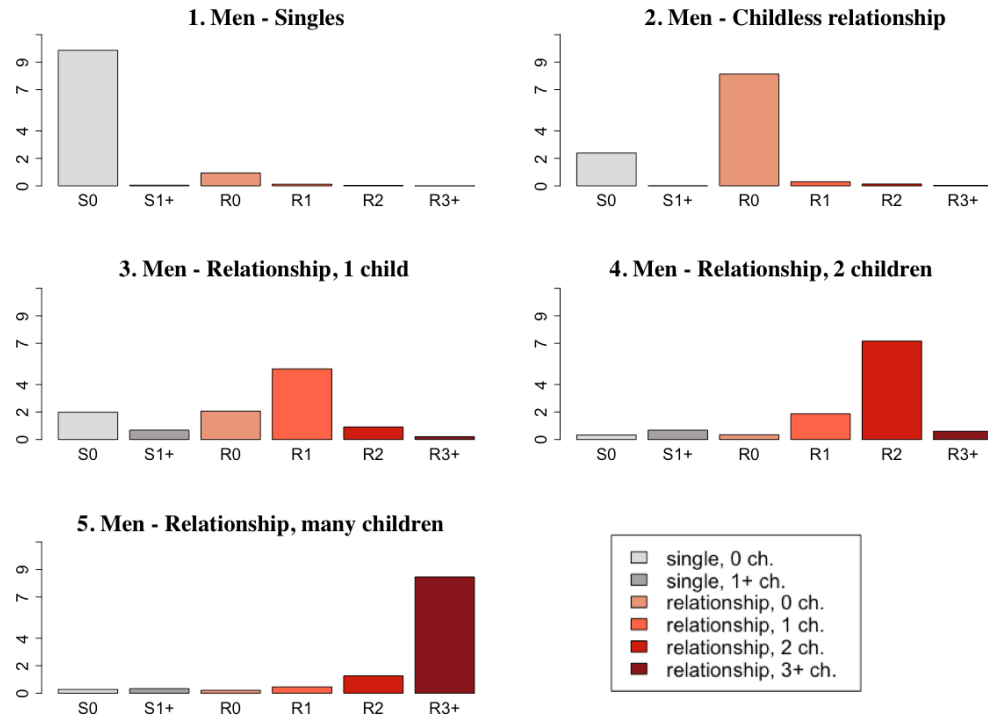 1. Men - Singles
9
7
4
2
0
S0 S1+ R0 R1 R2 R3+
2. Men - Childless relationship
9
7
4
2
0
S0 S1+ R0 R1 R2 R3+
3. Men - Relationship, 1 child
9
7
4
2
0
S0 S1+ R0 R1 R2 R3+
4. Men - Relationship, 2 children
9
7
4
2
0
S0 S1+ R0 R1 R2 R3+
5. Men - Relationship, many children
9
7
4
2
0
S0 S1+ R0 R1 R2 R3+
single, 0 ch.
single, 1+ ch.
relationship, 0 ch.
relationship, 1 ch.
relationship, 2 ch.
relationship, 3+ ch.